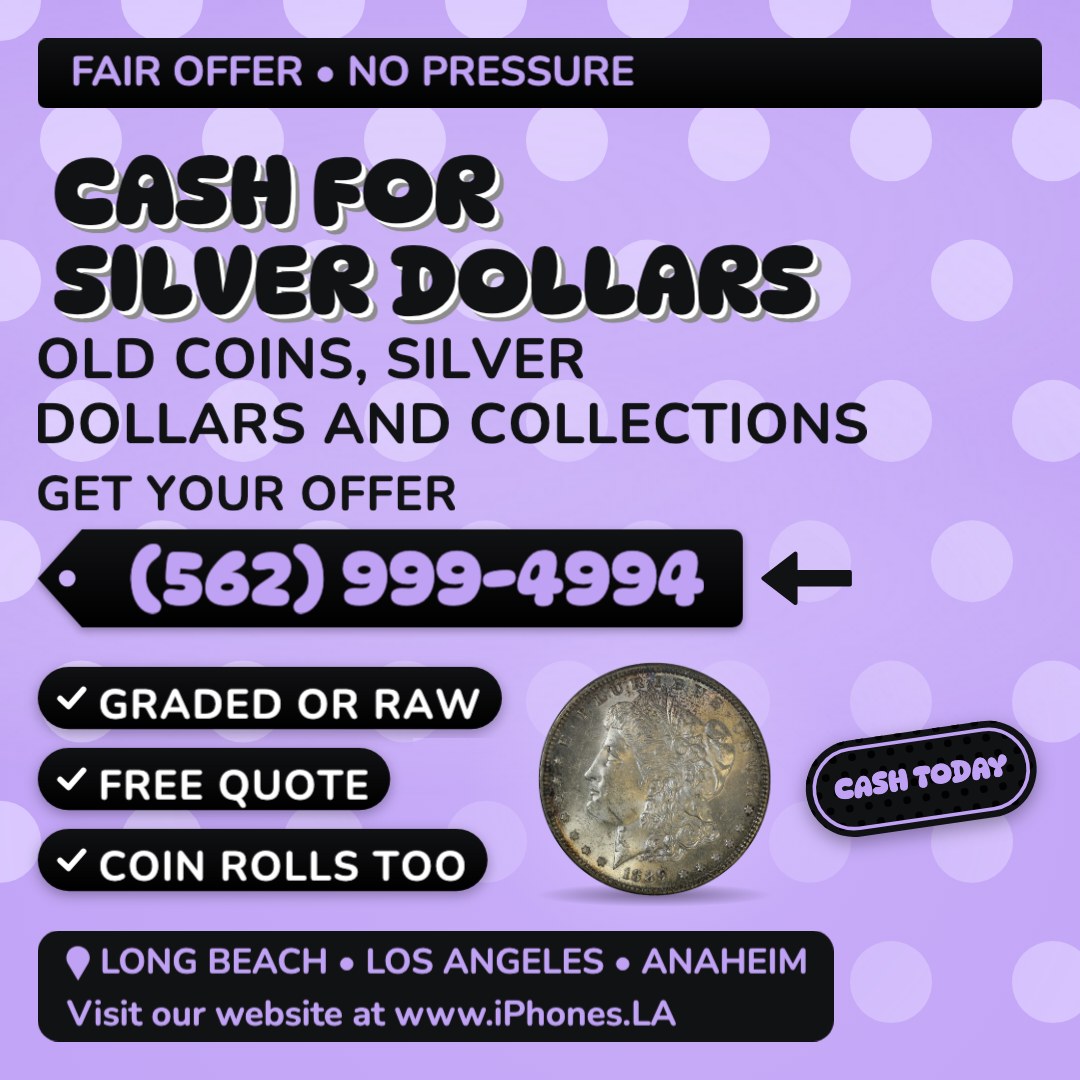 FAIR OFFER • NO PRESSURE
CASH FOR
SILVER DOLLARS
OLD COINS, SILVER
DOLLARS AND COLLECTIONS
GET YOUR OFFER
(562) 999-4994
GRADED OR RAW
FREE QUOTE
COIN ROLLS TOO
CASH TODAY
LONG BEACH • LOS ANGELES • ANAHEIM
Visit our website at www.iPhones.LA